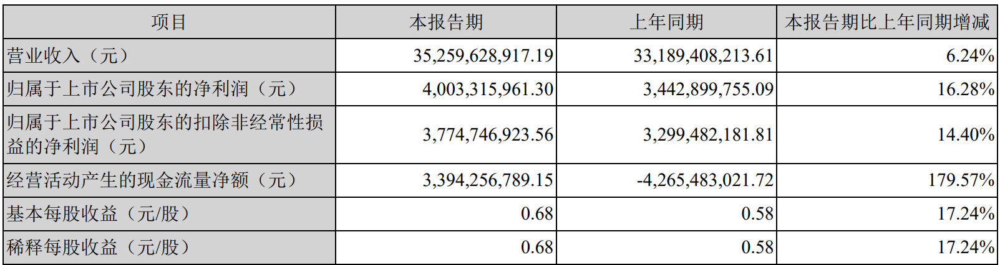 项目 本报告期 上年同期 本报告期比上年同期增减
营业收入（元） 35,259,628,917.19 33,189,408,213.61 6.24%
归属于上市公司股东的净利润（元） 4,003,315,961.30 3,442,899,755.09 16.28%
归属于上市公司股东的扣除非经常性损
益的净利润（元） 3,774,746,923.56 3,299,482,181.81 14.40%
经营活动产生的现金流量净额（元） 3,394,256,789.15 -4,265,483,021.72 179.57%
基本每股收益（元/股） 0.68 0.58 17.24%
稀释每股收益（元/股） 0.68 0.58 17.24%